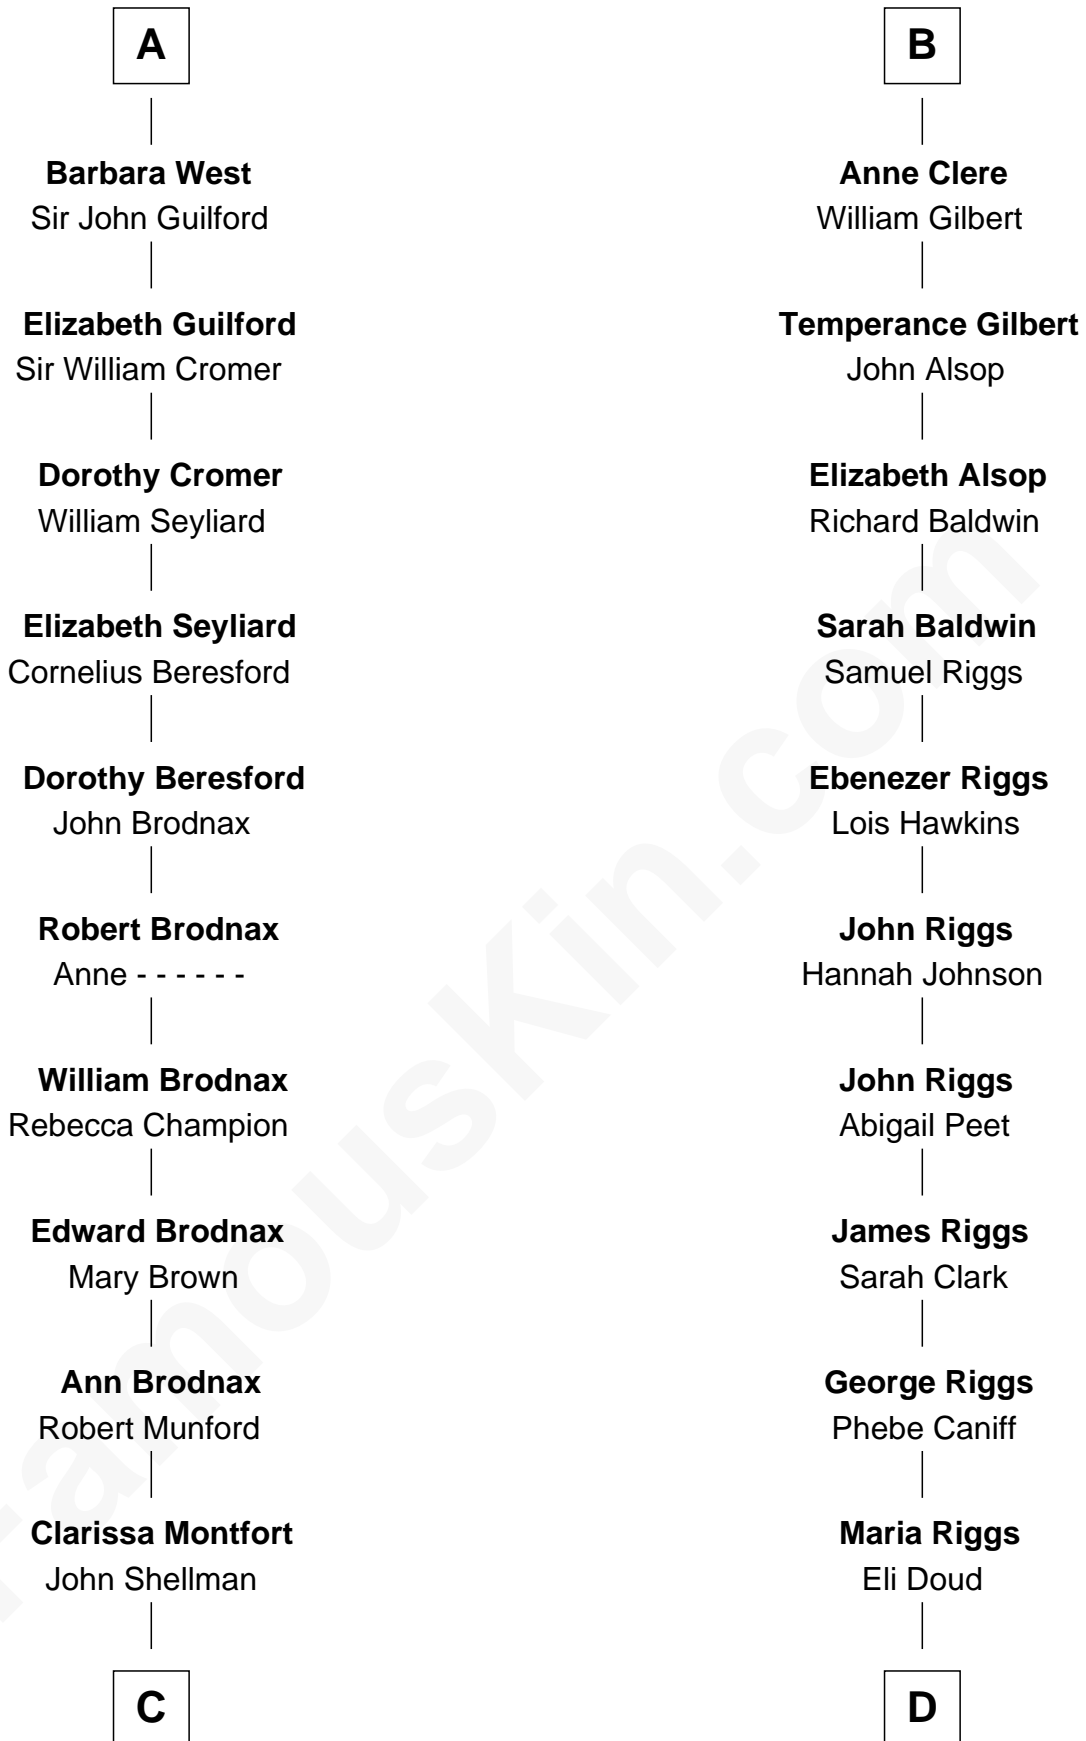 A
Barbara West
Sir John Guilford
Elizabeth Guilford
Sir William Cromer
Dorothy Cromer
William Seyliard
Elizabeth Seyliard
Cornelius Beresford
Dorothy Beresford
John Brodnax
Robert Brodnax
Anne - - - - - -
William Brodnax
Rebecca Champion
Edward Brodnax
Mary Brown
Ann Brodnax
Robert Munford
Clarissa Montfort
John Shellman
C
B
Anne Clere
William Gilbert
Temperance Gilbert
John Alsop
Elizabeth Alsop
Richard Baldwin
Sarah Baldwin
Samuel Riggs
Ebenezer Riggs
Lois Hawkins
John Riggs
Hannah Johnson
John Riggs
Abigail Peet
James Riggs
Sarah Clark
George Riggs
Phebe Caniff
Maria Riggs
Eli Doud
D
FamousKin.com